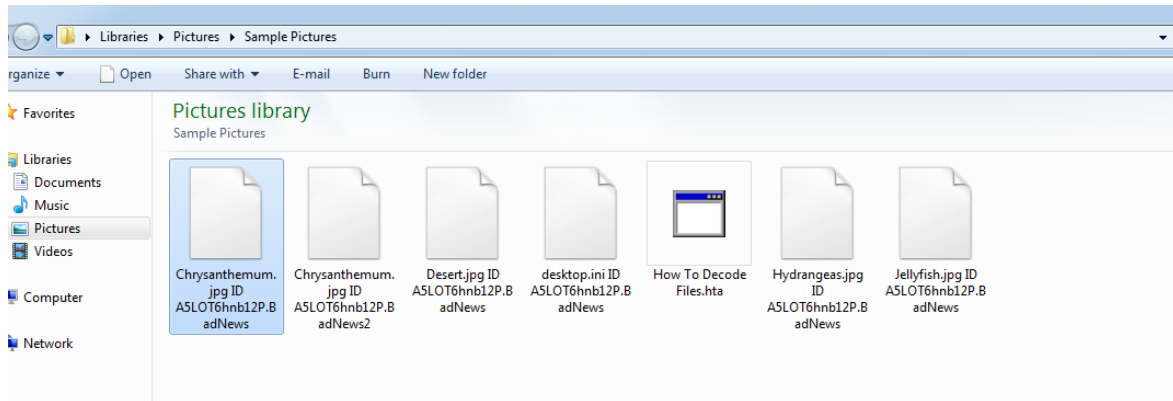 Libraries ▸ Pictures ▸ Sample Pictures
rganize Open Share with E-mail Burn New folder
Favorites
Libraries
Documents
Music
Pictures
Videos
Computer
Network
Pictures library
Sample Pictures
Chrysanthemum.
jpg ID
A5LOT6hnb12P.B
adNews
Chrysanthemum.
jpg ID
A5LOT6hnb12P.B
adNews2
Desert.jpg ID
A5LOT6hnb12P.B
adNews
desktop.ini ID
A5LOT6hnb12P.B
adNews
How To Decode
Files.hta
Hydrangeas.jpg
ID
A5LOT6hnb12P.B
adNews
Jellyfish.jpg ID
A5LOT6hnb12P.B
adNews